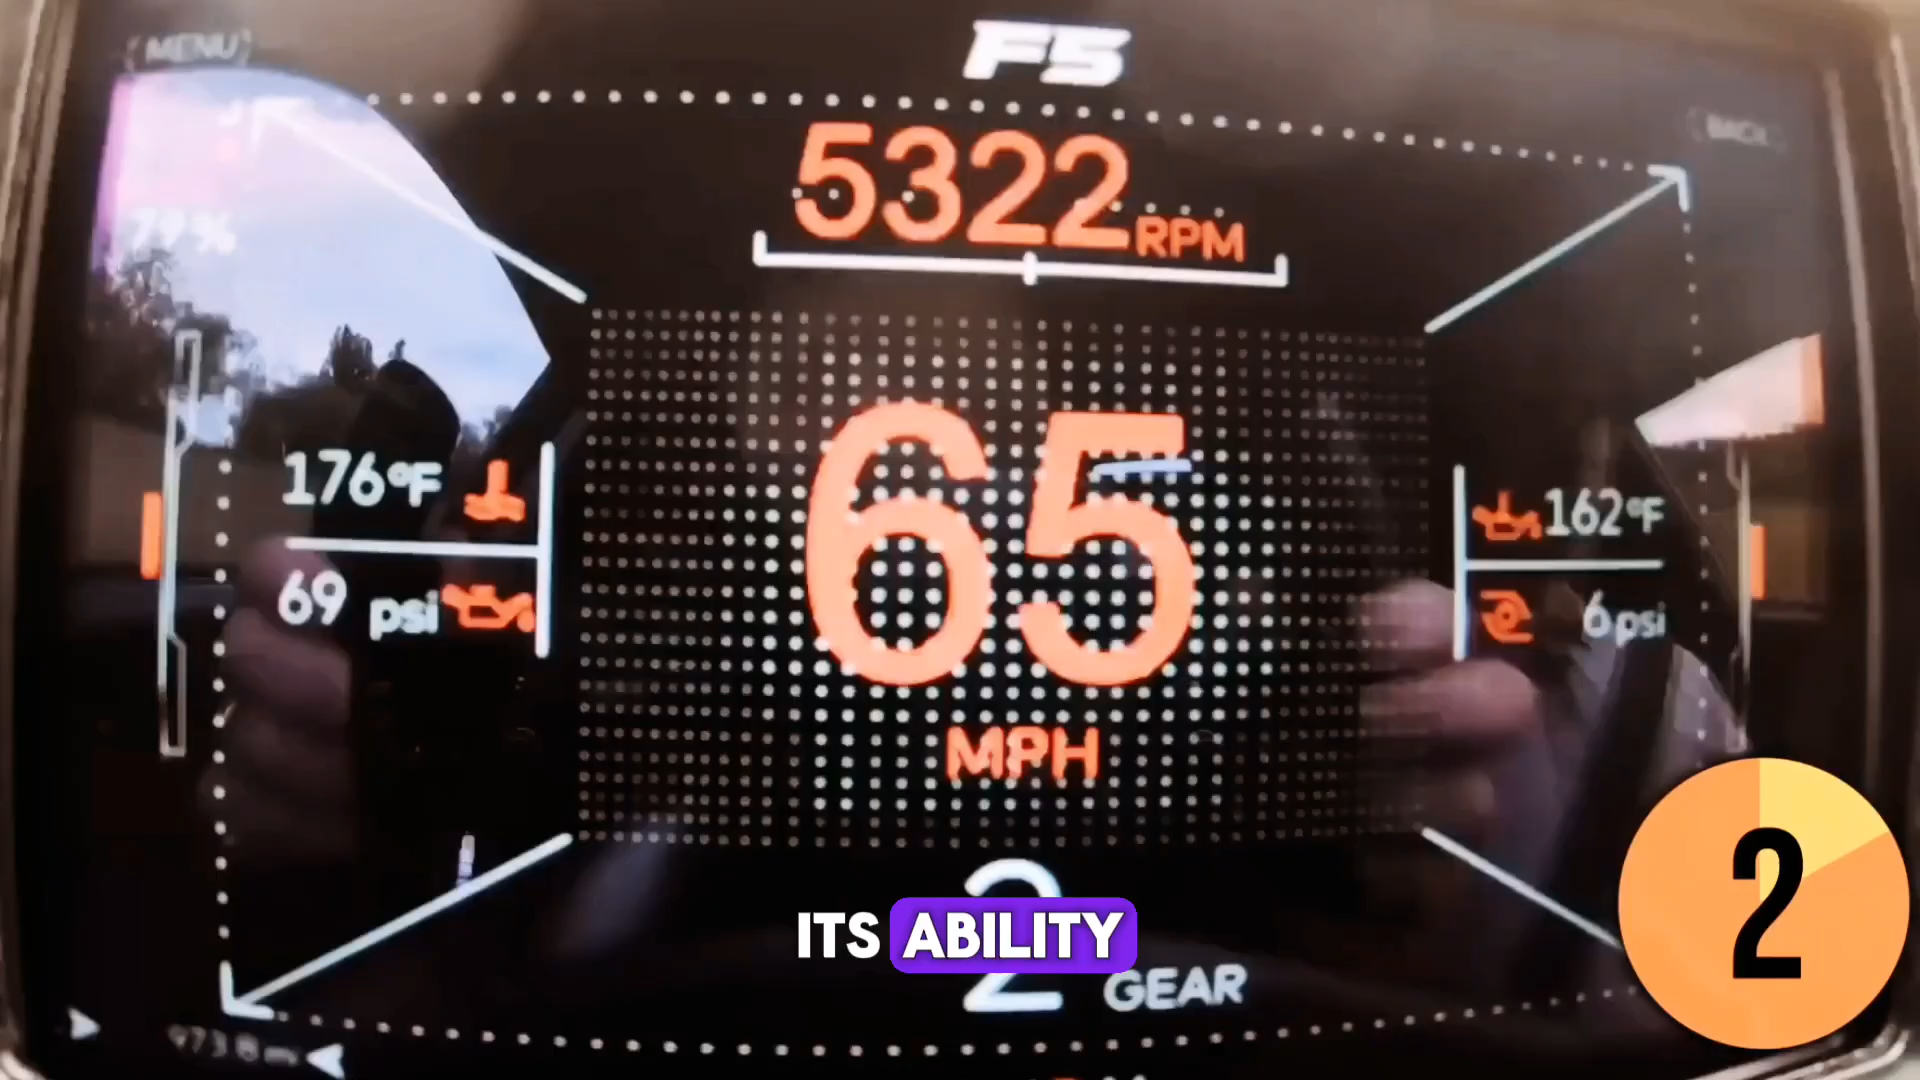 MENU
F5
BACK
5322 RPM
79%
65
MPH
176°F
69 psi
162°F
6 psi
2 GEAR
ITS ABILITY
2